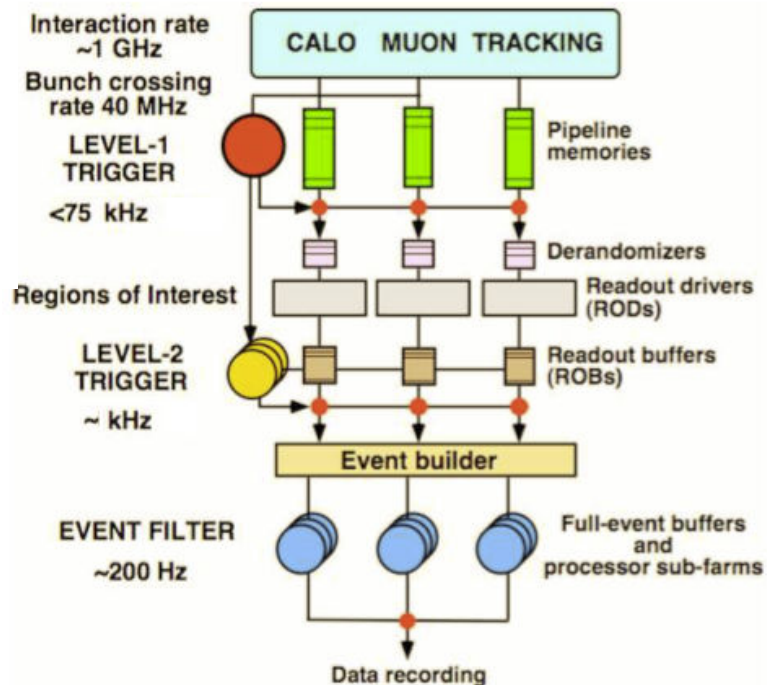 Interaction rate
~1 GHz
CALO MUON TRACKING
Bunch crossing
rate 40 MHz
LEVEL-1
TRIGGER
<75 kHz
Pipeline
memories
Derandomizers
Regions of Interest
Readout drivers
(RODs)
LEVEL-2
TRIGGER
~ kHz
Readout buffers
(ROBs)
Event builder
EVENT FILTER
~200 Hz
Full-event buffers
and
processor sub-farms
Data recording